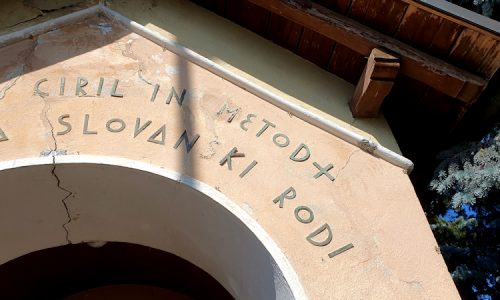 CIRIL IN METOD+
A SLOVANSKI RODI